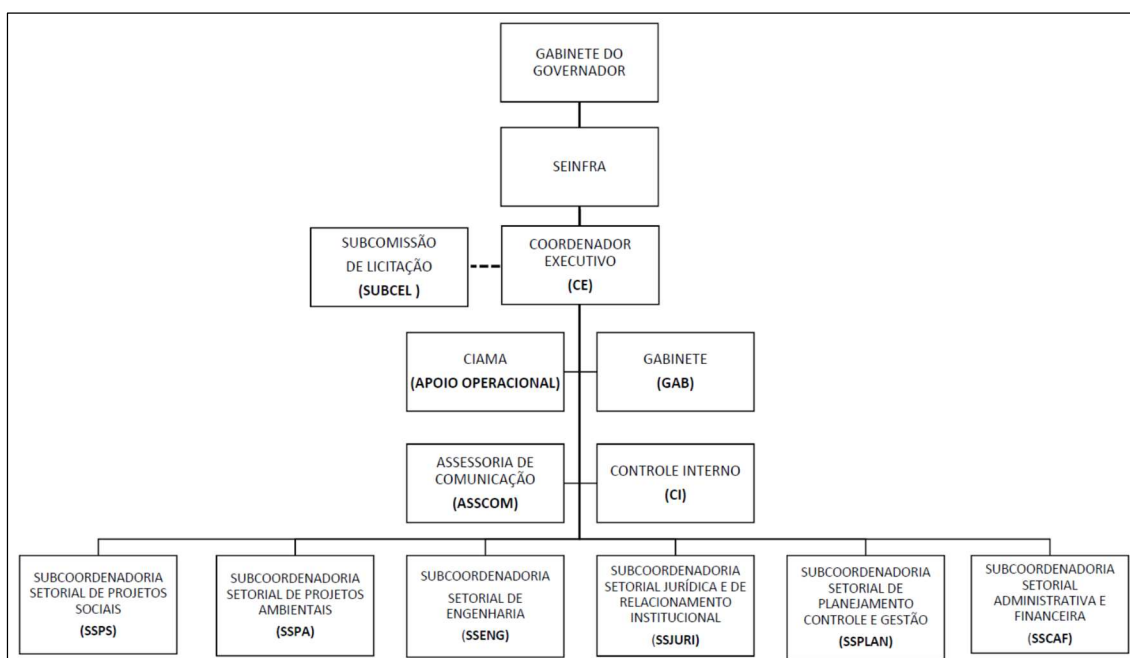 GABINETE DO
GOVERNADOR
SEINFRA
SUBCOMISSÃO
DE LICITAÇÃO
(SUBCEL )
COORDENADOR
EXECUTIVO
(CE)
CIAMA
(APOIO OPERACIONAL)
GABINETE
(GAB)
ASSESSORIA DE
COMUNICAÇÃO
(ASSCOM)
CONTROLE INTERNO
(CI)
SUBCOORDENADORIA
SETORIAL DE PROJETOS
SOCIAIS
(SSPS)
SUBCOORDENADORIA
SETORIAL DE PROJETOS
AMBIENTAIS
(SSPA)
SUBCOORDENADORIA
SETORIAL DE
ENGENHARIA
(SSENG)
SUBCOORDENADORIA
SETORIAL JURÍDICA E DE
RELACIONAMENTO
INSTITUCIONAL
(SSJURI)
SUBCOORDENADORIA
SETORIAL DE
PLANEJAMENTO
CONTROLE E GESTÃO
(SSPLAN)
SUBCOORDENADORIA
SETORIAL
ADMINISTRATIVA E
FINANCEIRA
(SSCAF)